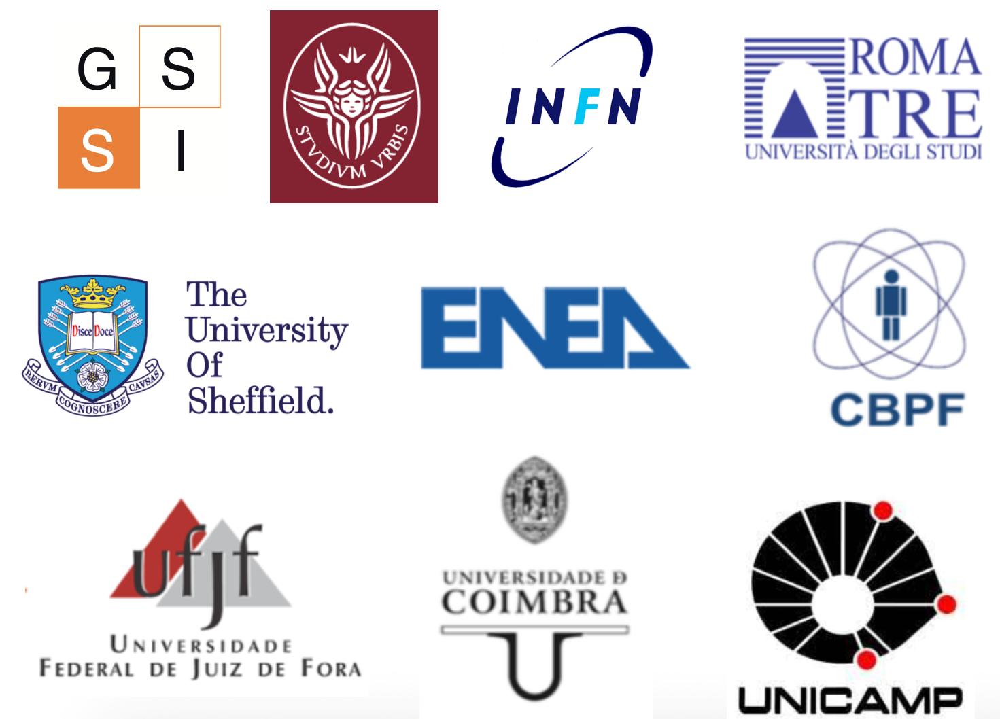 G S
S I
STVDIVM VRBIS
INFN
ROMA
TRE
UNIVERSITÀ DEGLI STUDI
Disce Doce
RERVM COGNOSCERE CAVSAS
The
University
Of
Sheffield.
ENEA
CBPF
ufjf
UNIVERSIDADE
FEDERAL DE JUIZ DE FORA
UNIVERSIDADE Ð
COIMBRA
UNICAMP